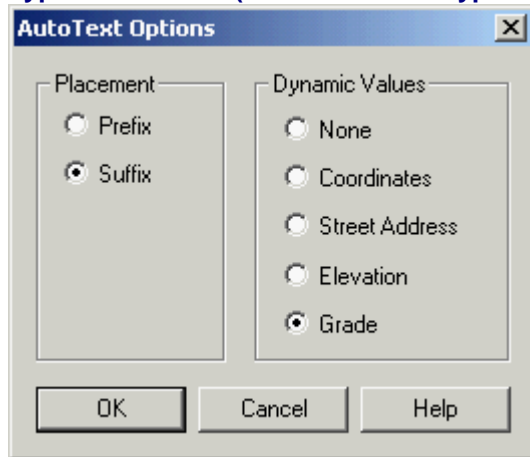 AutoText Options
Placement
Prefix
Suffix
Dynamic Values
None
Coordinates
Street Address
Elevation
Grade
OK Cancel Help